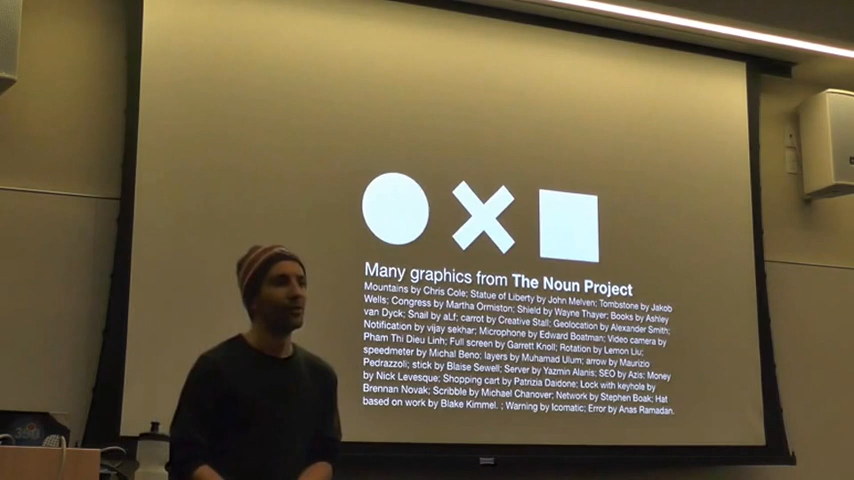 Many graphics from The Noun Project
Mountains by Chris Cole; Statue of Liberty by John Melven; Tombstone by Jakob
Wells; Congress by Martha Ormiston; Shield by Wayne Thayer; Books by Ashley
van Dyck; Snail by aLf; carrot by Creative Stall; Geolocation by Alexander Smith;
Notification by vijay sekhar; Microphone by Edward Boatman; Video camera by
Pham Thi Dieu Linh; Full screen by Garrett Knoll; Rotation by Lemon Liu;
speedmeter by Michal Beno; layers by Muhamad Ulum; arrow by Maurizio
Pedrazzoli; stick by Blaise Sewell; Server by Yazmin Alanis; SEO by Azis; Money
by Nick Levesque; Shopping cart by Patrizia Daidone; Lock with keyhole by
Brennan Novak; Scribble by Michael Chanover; Network by Stephen Boak; Hat
based on work by Blake Kimmel. ; Warning by Icomatic; Error by Anas Ramadan.
350